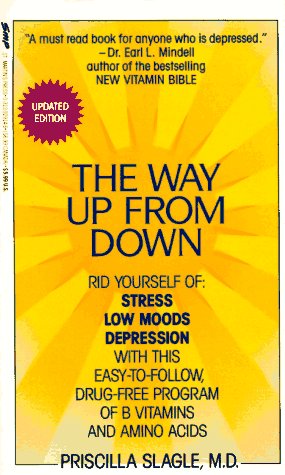 "A must read book for anyone who is depressed."
– Dr. Earl L. Mindell
author of the bestselling
NEW VITAMIN BIBLE
UPDATED
EDITION
THE WAY
UP FROM
DOWN
RID YOURSELF OF:
STRESS
LOW MOODS
DEPRESSION
WITH THIS
EASY-TO-FOLLOW,
DRUG-FREE PROGRAM
OF B VITAMINS
AND AMINO ACIDS
PRISCILLA SLAGLE, M.D.